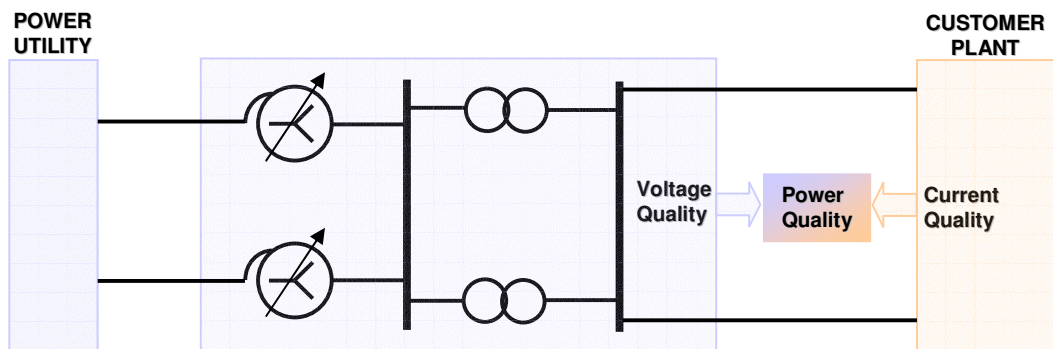 POWER
UTILITY
CUSTOMER
PLANT
Voltage
Quality
Power
Quality
Current
Quality